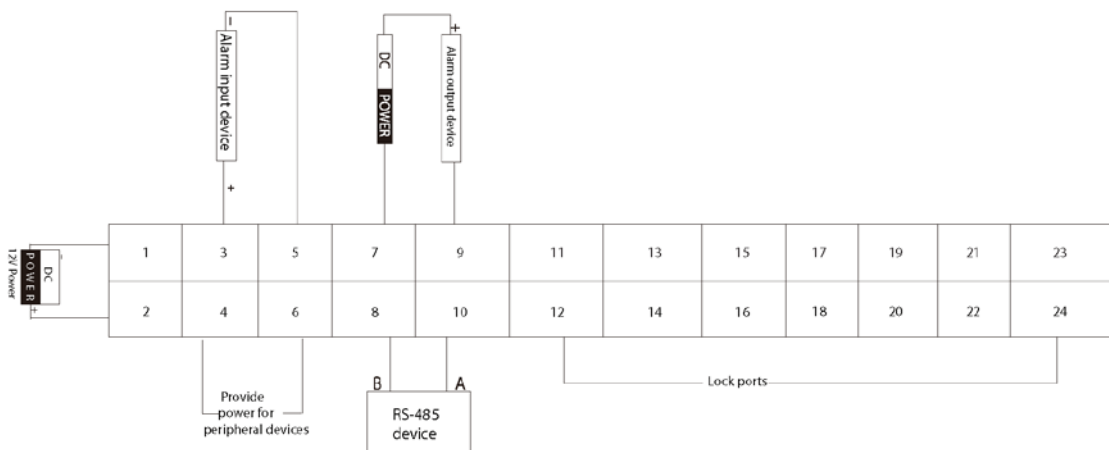 −
+
Alarm input device
+
DC
POWER
Alarm output device
−
DC
POWER
+
12V Power
1 3 5 7 9 11 13 15 17 19 21 23
2 4 6 8 10 12 14 16 18 20 22 24
Provide
power for
peripheral devices
B A
RS-485
device
Lock ports